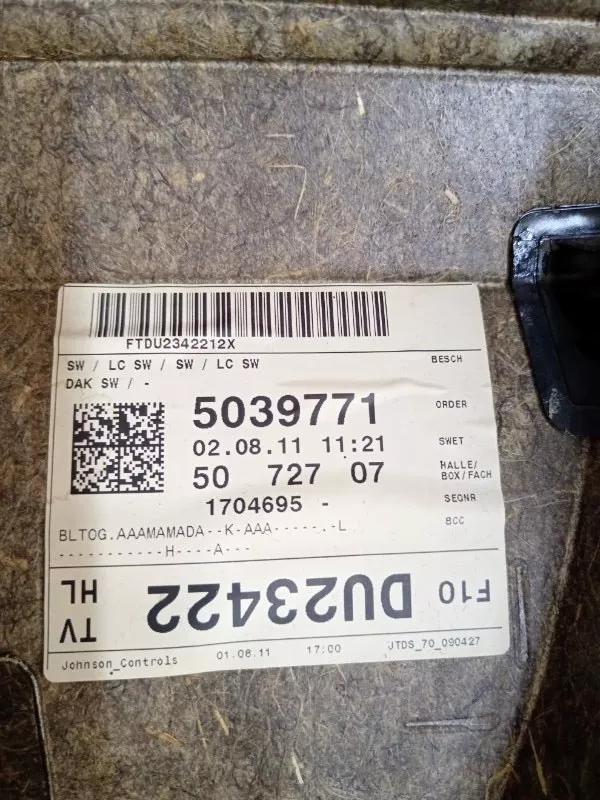 FTDU2342212X
SW / LC SW / SW / LC SW BESCH
DAK SW / -
5039771 ORDER
02.08.11 11:21 SWET
50 727 07 HALLE/
BOX/FACH
1704695 - SEQNR
BLTOG.AAAMAMADA--K-AAA-----.-L BCC
-----------H----A---
TV
HL
DU23422
F10
Johnson_Controls 01.08.11 17:00 JTDS_70_090427